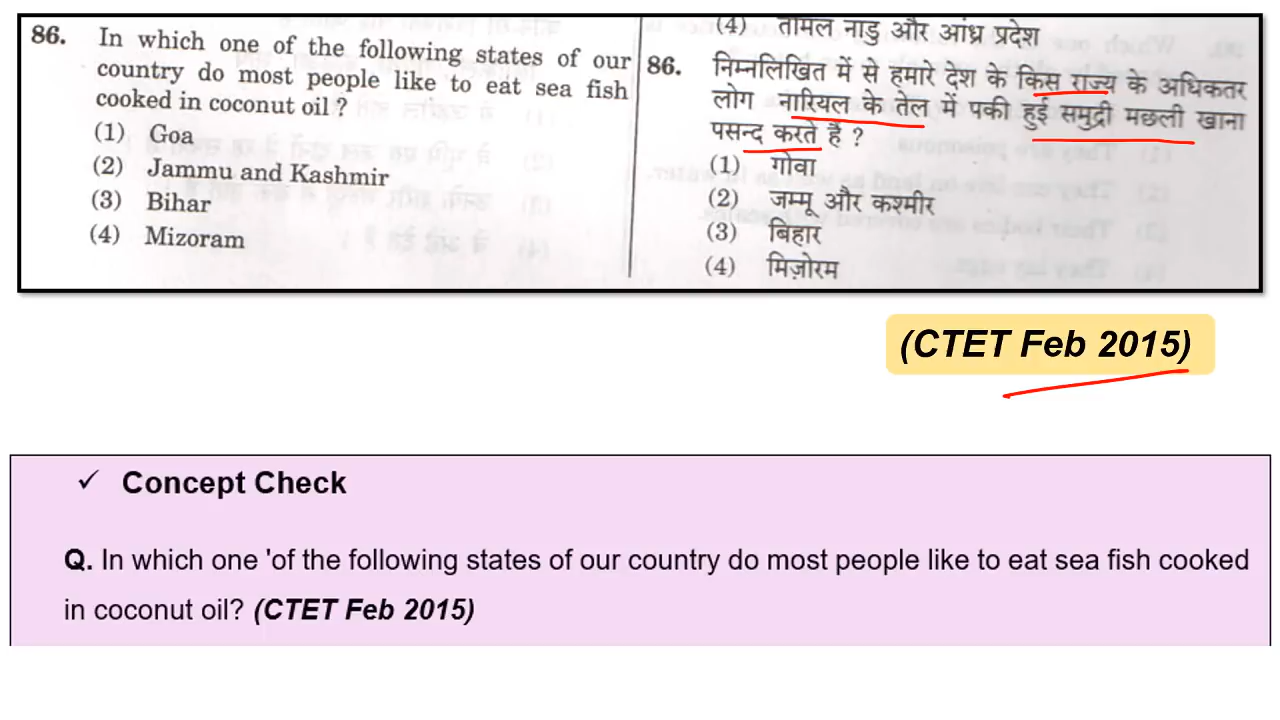 86. In which one of the following states of our
country do most people like to eat sea fish
cooked in coconut oil ?
(1) Goa
(2) Jammu and Kashmir
(3) Bihar
(4) Mizoram
(4) तामल नाडु और आंध्र प्रदेश
86. निम्नलिखित में से हमारे देश के किस राज्य के अधिकतर
लोग नारियल के तेल में पकी हुई समुद्री मछली खाना
पसन्द करते है ?
(1) गोवा
(2) जम्मू और कश्मीर
(3) बिहार
(4) मिज़ोरम
(CTET Feb 2015)
✓ Concept Check
Q. In which one 'of the following states of our country do most people like to eat sea fish cooked
in coconut oil? (CTET Feb 2015)